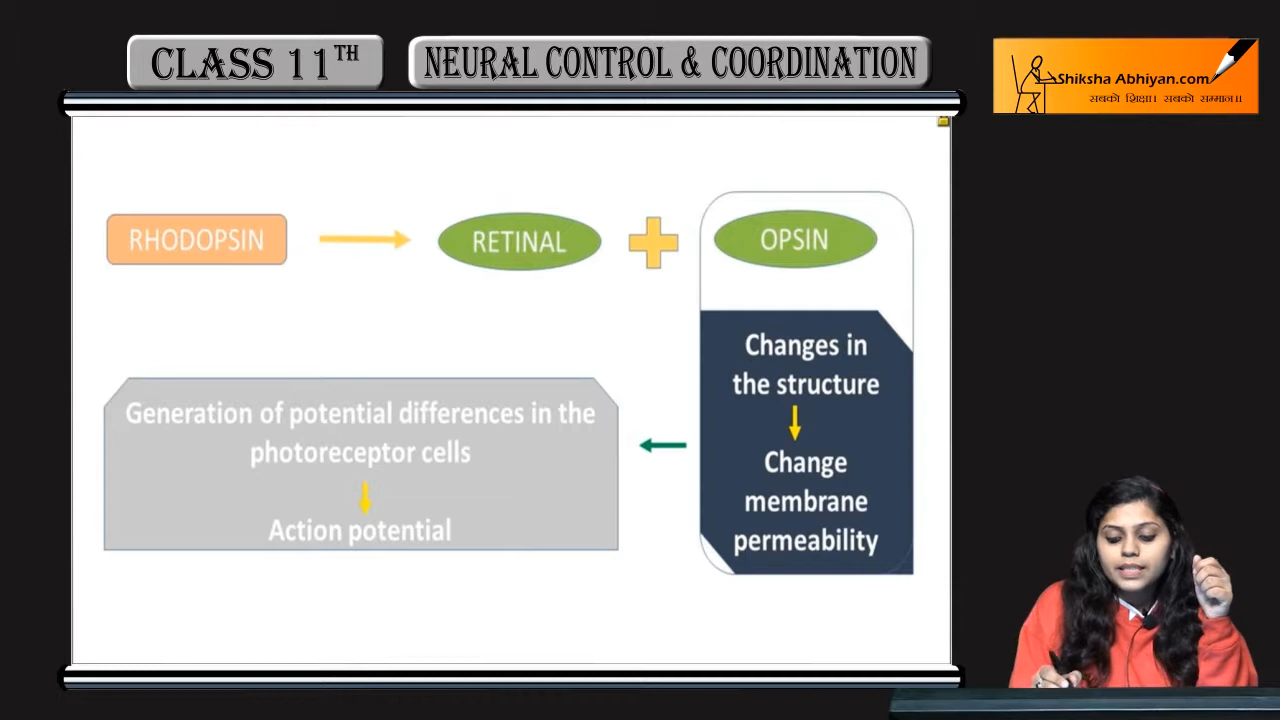 CLASS 11TH
NEURAL CONTROL & COORDINATION
Shiksha Abhiyan.com
सबको शिक्षा। सबको सम्मान॥
RHODOPSIN
RETINAL
OPSIN
Changes in
the structure
Change
membrane
permeability
Generation of potential differences in the
photoreceptor cells
Action potential